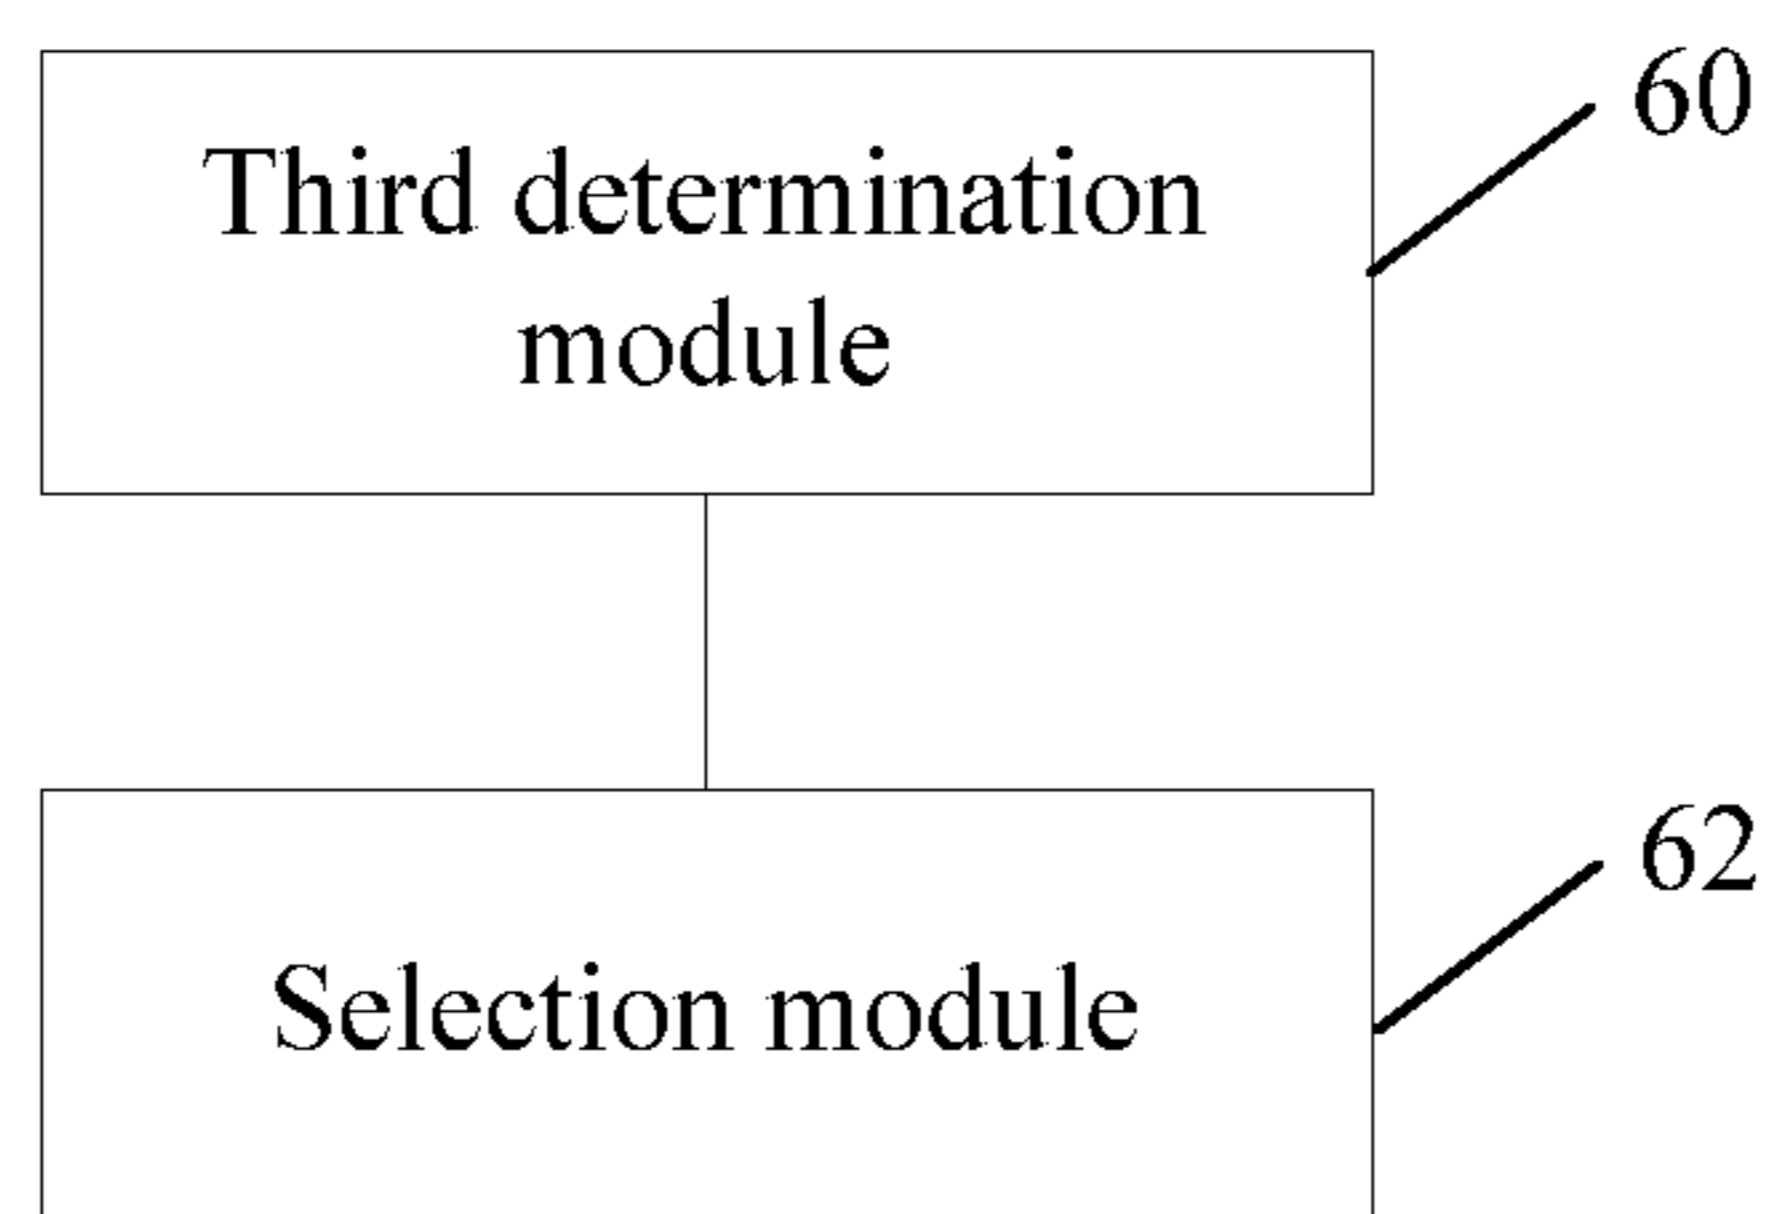 60
Third determination
module
62
Selection module